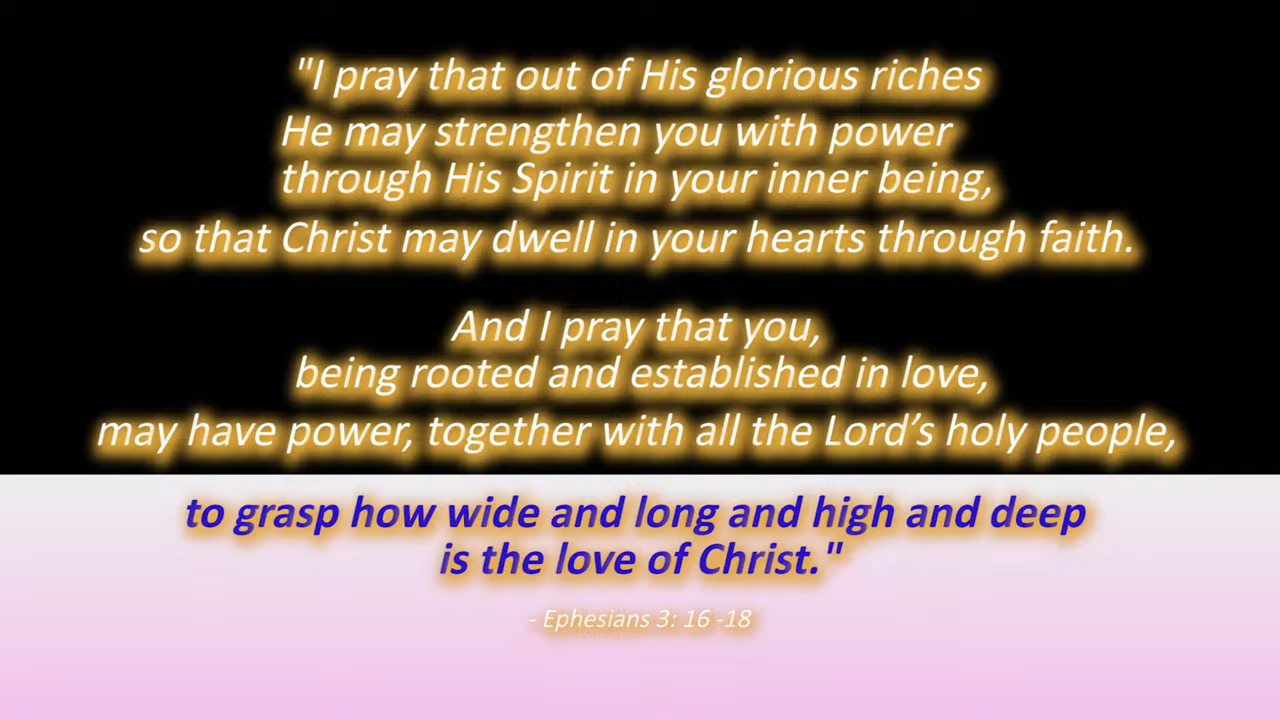 "I pray that out of His glorious riches
He may strengthen you with power
through His Spirit in your inner being,
so that Christ may dwell in your hearts through faith.
And I pray that you,
being rooted and established in love,
may have power, together with all the Lord’s holy people,
to grasp how wide and long and high and deep
is the love of Christ."
- Ephesians 3: 16 -18